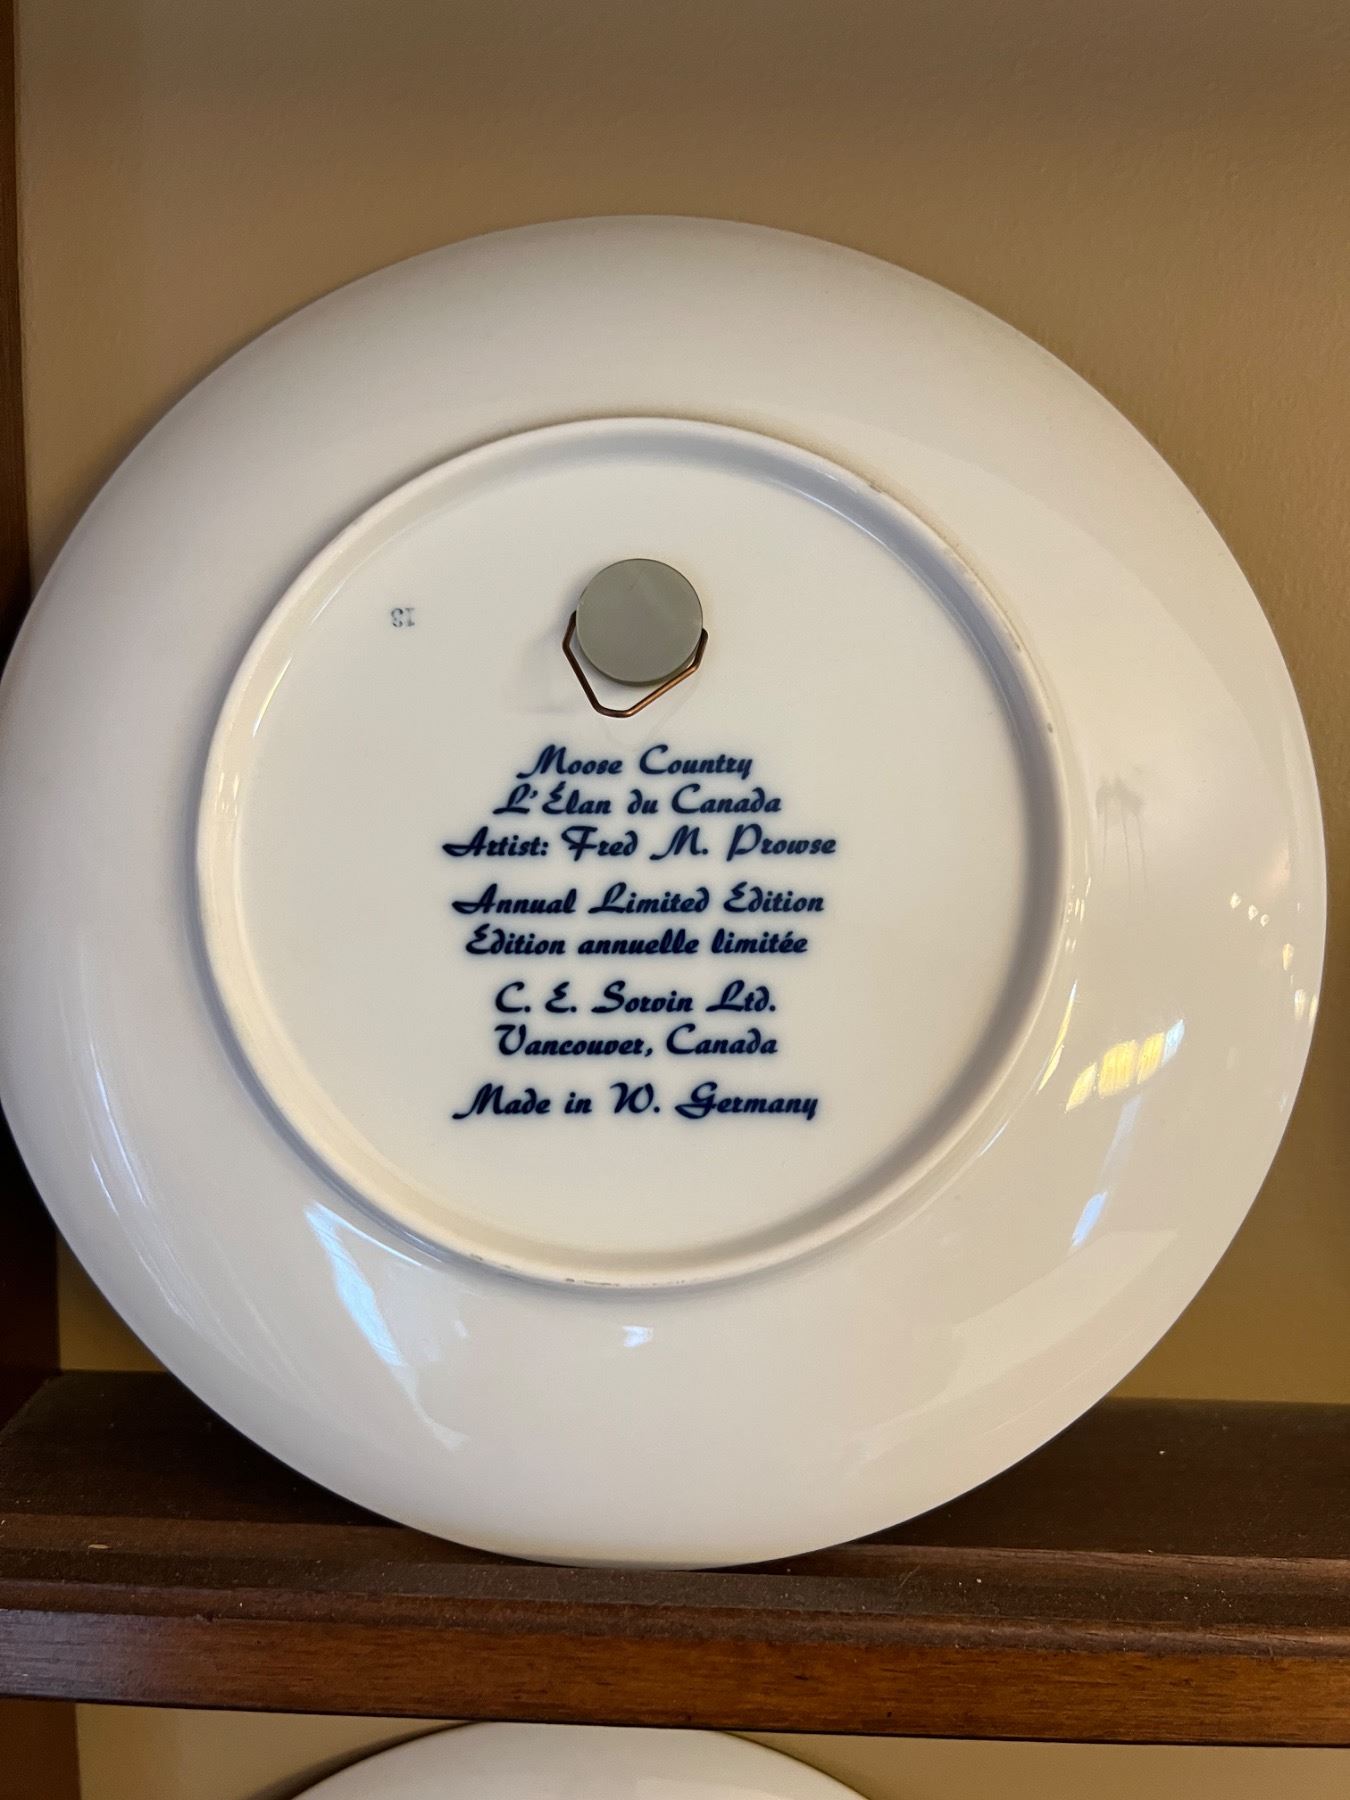 13
Moose Country
L'Élan du Canada
Artist: Fred M. Prowse
Annual Limited Edition
Édition annuelle limitée
C. E. Sorvin Ltd.
Vancouver, Canada
Made in W. Germany